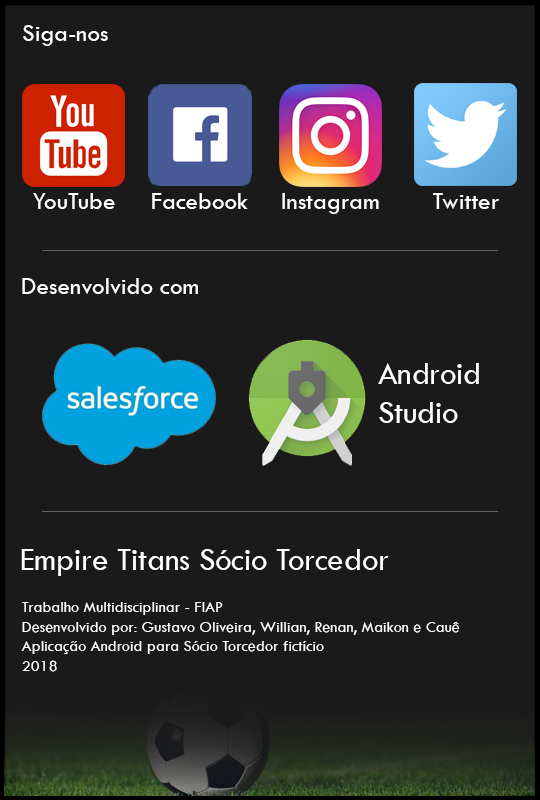 Siga-nos
You
Tube
YouTube Facebook Instagram Twitter
Desenvolvido com
salesforce
Android
Studio
Empire Titans Sócio Torcedor
Trabalho Multidisciplinar - FIAP
Desenvolvido por: Gustavo Oliveira, Willian, Renan, Maikon e Cauê
Aplicação Android para Sócio Torcedor fictício
2018